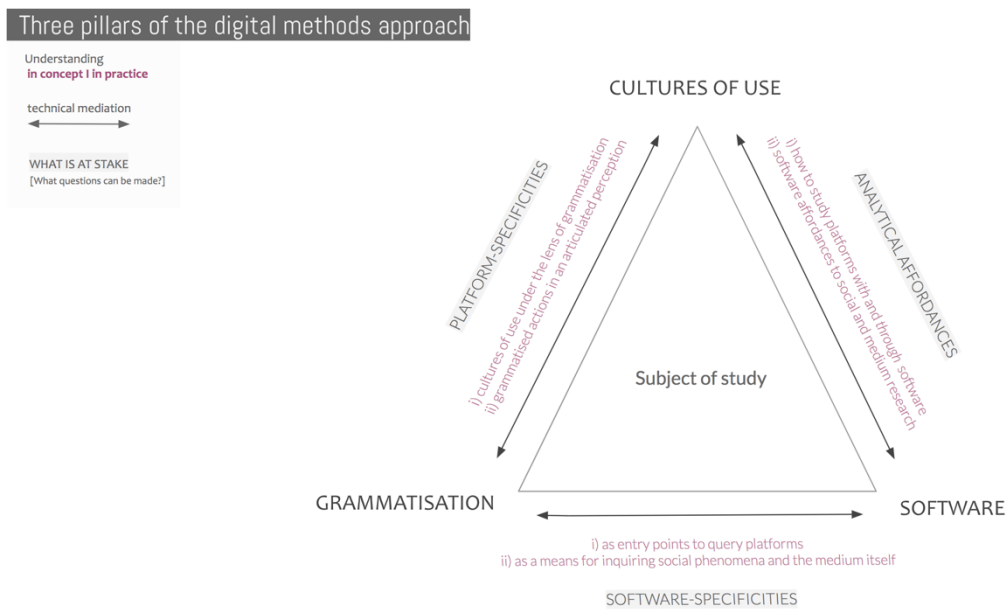 Three pillars of the digital methods approach
Understanding
in concept I in practice
technical mediation
WHAT IS AT STAKE
[What questions can be made?]
CULTURES OF USE
PLATFORM-SPECIFICITIES
i) cultures of use under the lens of grammatisation
ii) grammatised actions in an articulated perception
i) how to study platforms with and through software
ii) software affordances to social and medium research
ANALYTICAL AFFORDANCES
Subject of study
GRAMMATISATION
SOFTWARE
i) as entry points to query platforms
ii) as a means for inquiring social phenomena and the medium itself
SOFTWARE-SPECIFICITIES